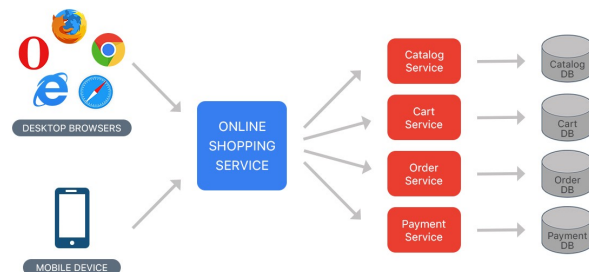 DESKTOP BROWSERS
MOBILE DEVICE
ONLINE
SHOPPING
SERVICE
Catalog
Service
Catalog
DB
Cart
Service
Cart
DB
Order
Service
Order
DB
Payment
Service
Payment
DB